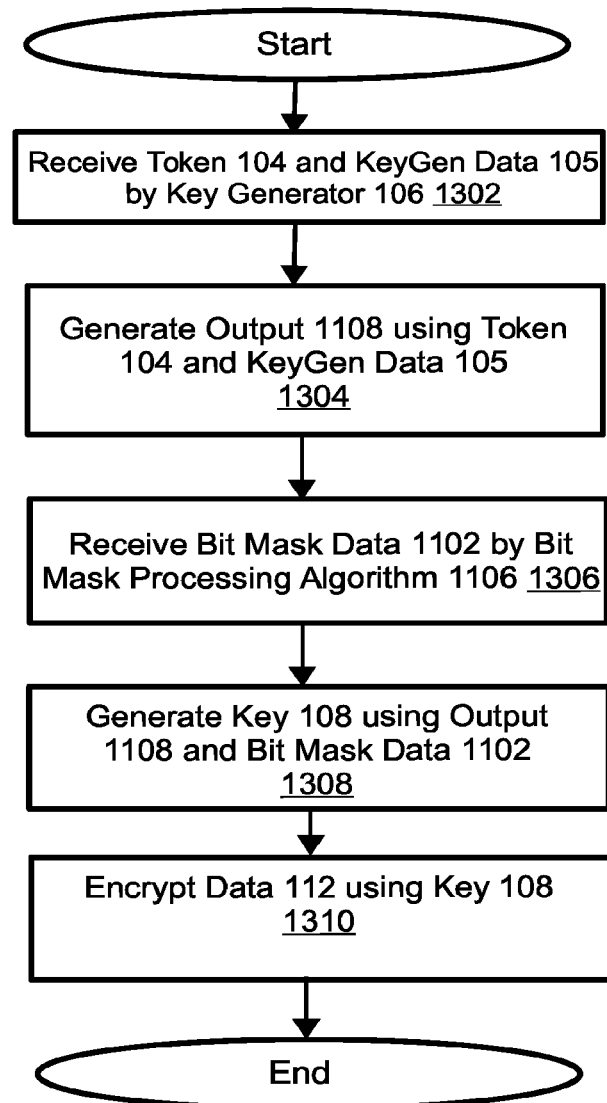 Start
Receive Token 104 and KeyGen Data 105
by Key Generator 106 1302
Generate Output 1108 using Token
104 and KeyGen Data 105
1304
Receive Bit Mask Data 1102 by Bit
Mask Processing Algorithm 1106 1306
Generate Key 108 using Output
1108 and Bit Mask Data 1102
1308
Encrypt Data 112 using Key 108
1310
End